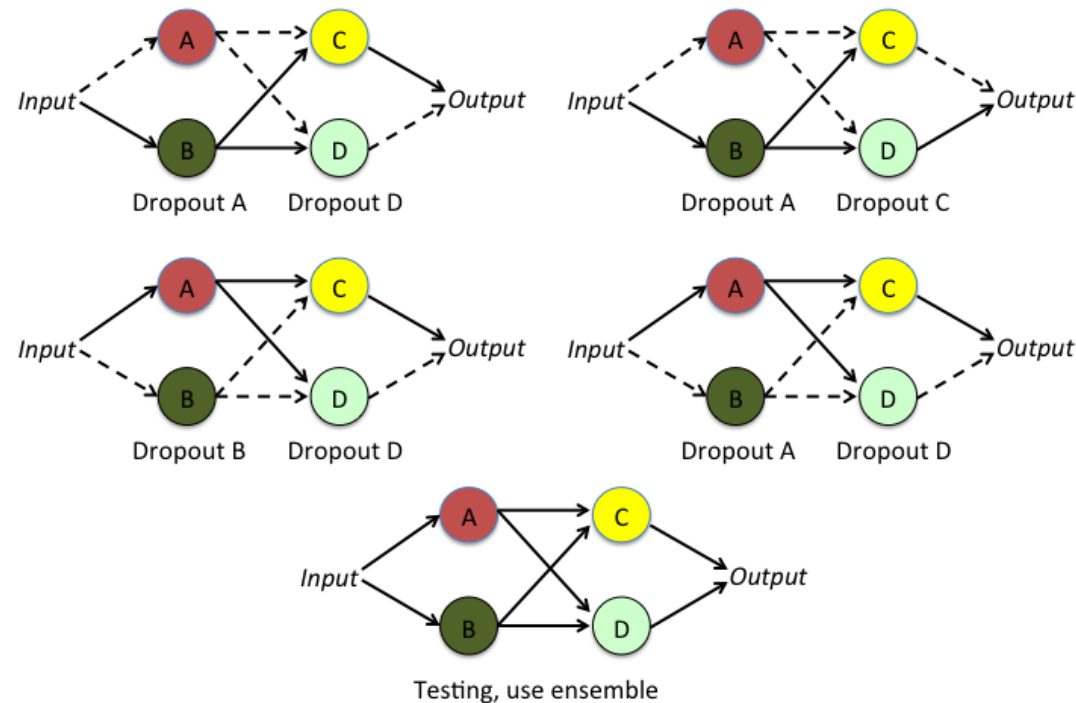 A C A C
Input Output Input Output
B D B D
Dropout A Dropout D Dropout A Dropout C
A C A C
Input Output Input Output
B D B D
Dropout B Dropout D Dropout A Dropout D
A C
Input Output
B D
Testing, use ensemble